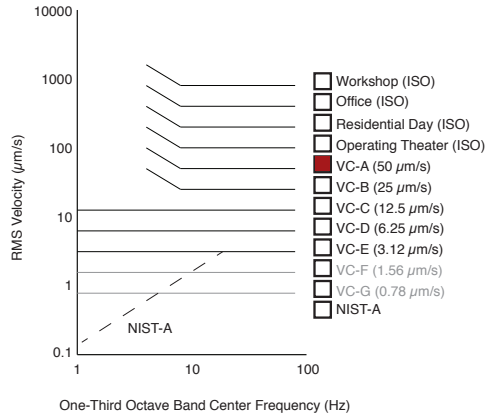 10000
1000
100
10
1
0.1
RMS Velocity (μm/s)
1
10
100
One-Third Octave Band Center Frequency (Hz)
NIST-A
Workshop (ISO)
Office (ISO)
Residential Day (ISO)
Operating Theater (ISO)
VC-A (50 μm/s)
VC-B (25 μm/s)
VC-C (12.5 μm/s)
VC-D (6.25 μm/s)
VC-E (3.12 μm/s)
VC-F (1.56 μm/s)
VC-G (0.78 μm/s)
NIST-A